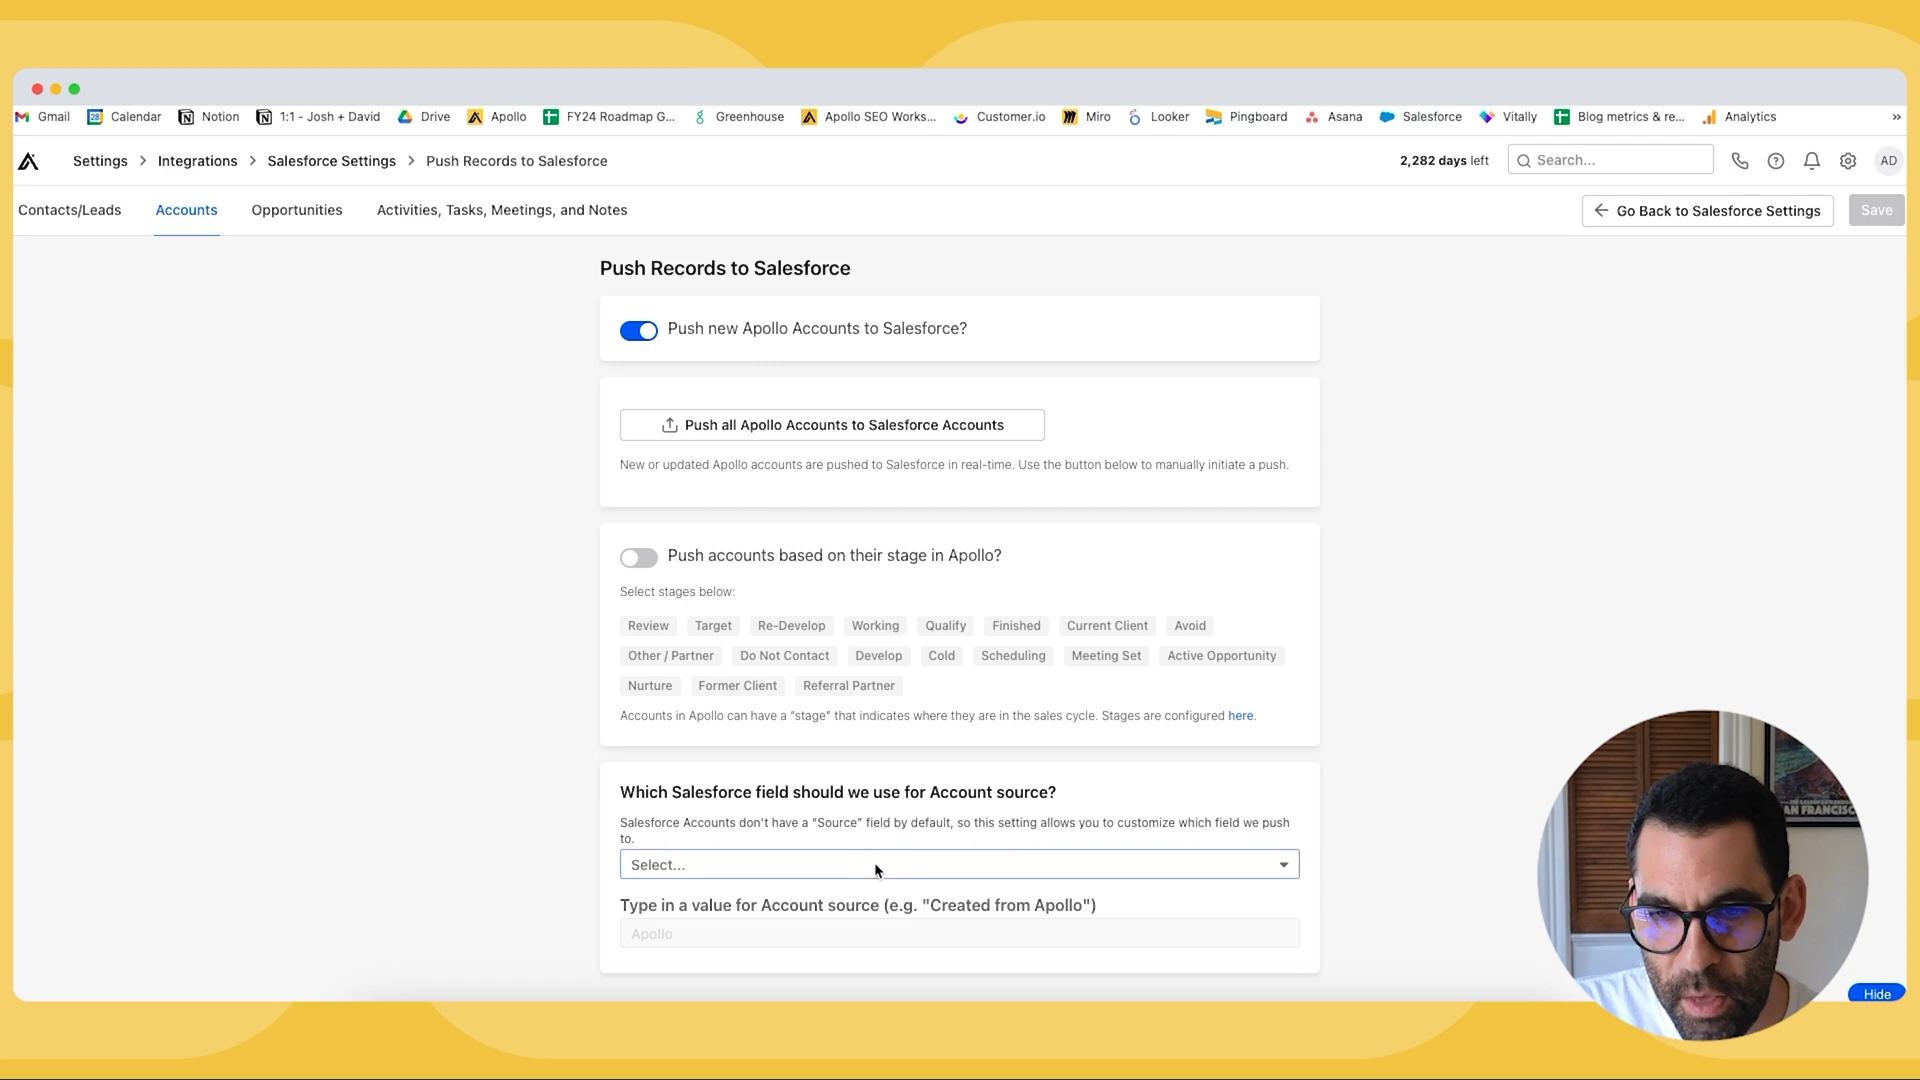 Gmail 28 Calendar Notion 1:1 - Josh + David Drive Apollo FY24 Roadmap G... Greenhouse Apollo SEO Works... Customer.io Miro Looker Pingboard Asana Salesforce Vitally Blog metrics & re... Analytics »
Settings > Integrations > Salesforce Settings > Push Records to Salesforce 2,282 days left Search... AD
Contacts/Leads Accounts Opportunities Activities, Tasks, Meetings, and Notes Go Back to Salesforce Settings Save
Push Records to Salesforce
Push new Apollo Accounts to Salesforce?
Push all Apollo Accounts to Salesforce Accounts
New or updated Apollo accounts are pushed to Salesforce in real-time. Use the button below to manually initiate a push.
Push accounts based on their stage in Apollo?
Select stages below:
Review Target Re-Develop Working Qualify Finished Current Client Avoid
Other / Partner Do Not Contact Develop Cold Scheduling Meeting Set Active Opportunity
Nurture Former Client Referral Partner
Accounts in Apollo can have a “stage” that indicates where they are in the sales cycle. Stages are configured here.
Which Salesforce field should we use for Account source?
Salesforce Accounts don’t have a “Source” field by default, so this setting allows you to customize which field we push
to.
Select...
Type in a value for Account source (e.g. "Created from Apollo")
Apollo
AN FRANCISC
Hide